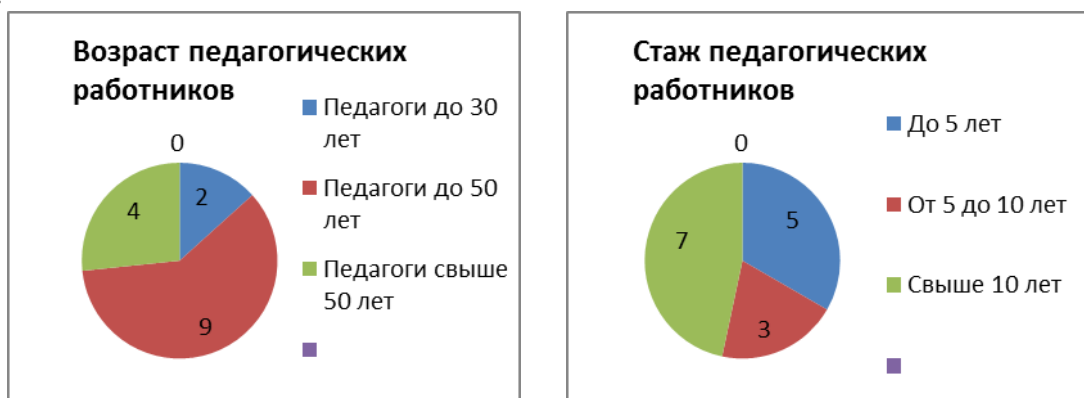 Возраст педагогических
работников
Педагоги до 30
лет
0
2
Педагоги до 50
лет
4
Педагоги свыше
50 лет
9
Стаж педагогических
работников
До 5 лет
0
5
От 5 до 10 лет
7
Свыше 10 лет
3